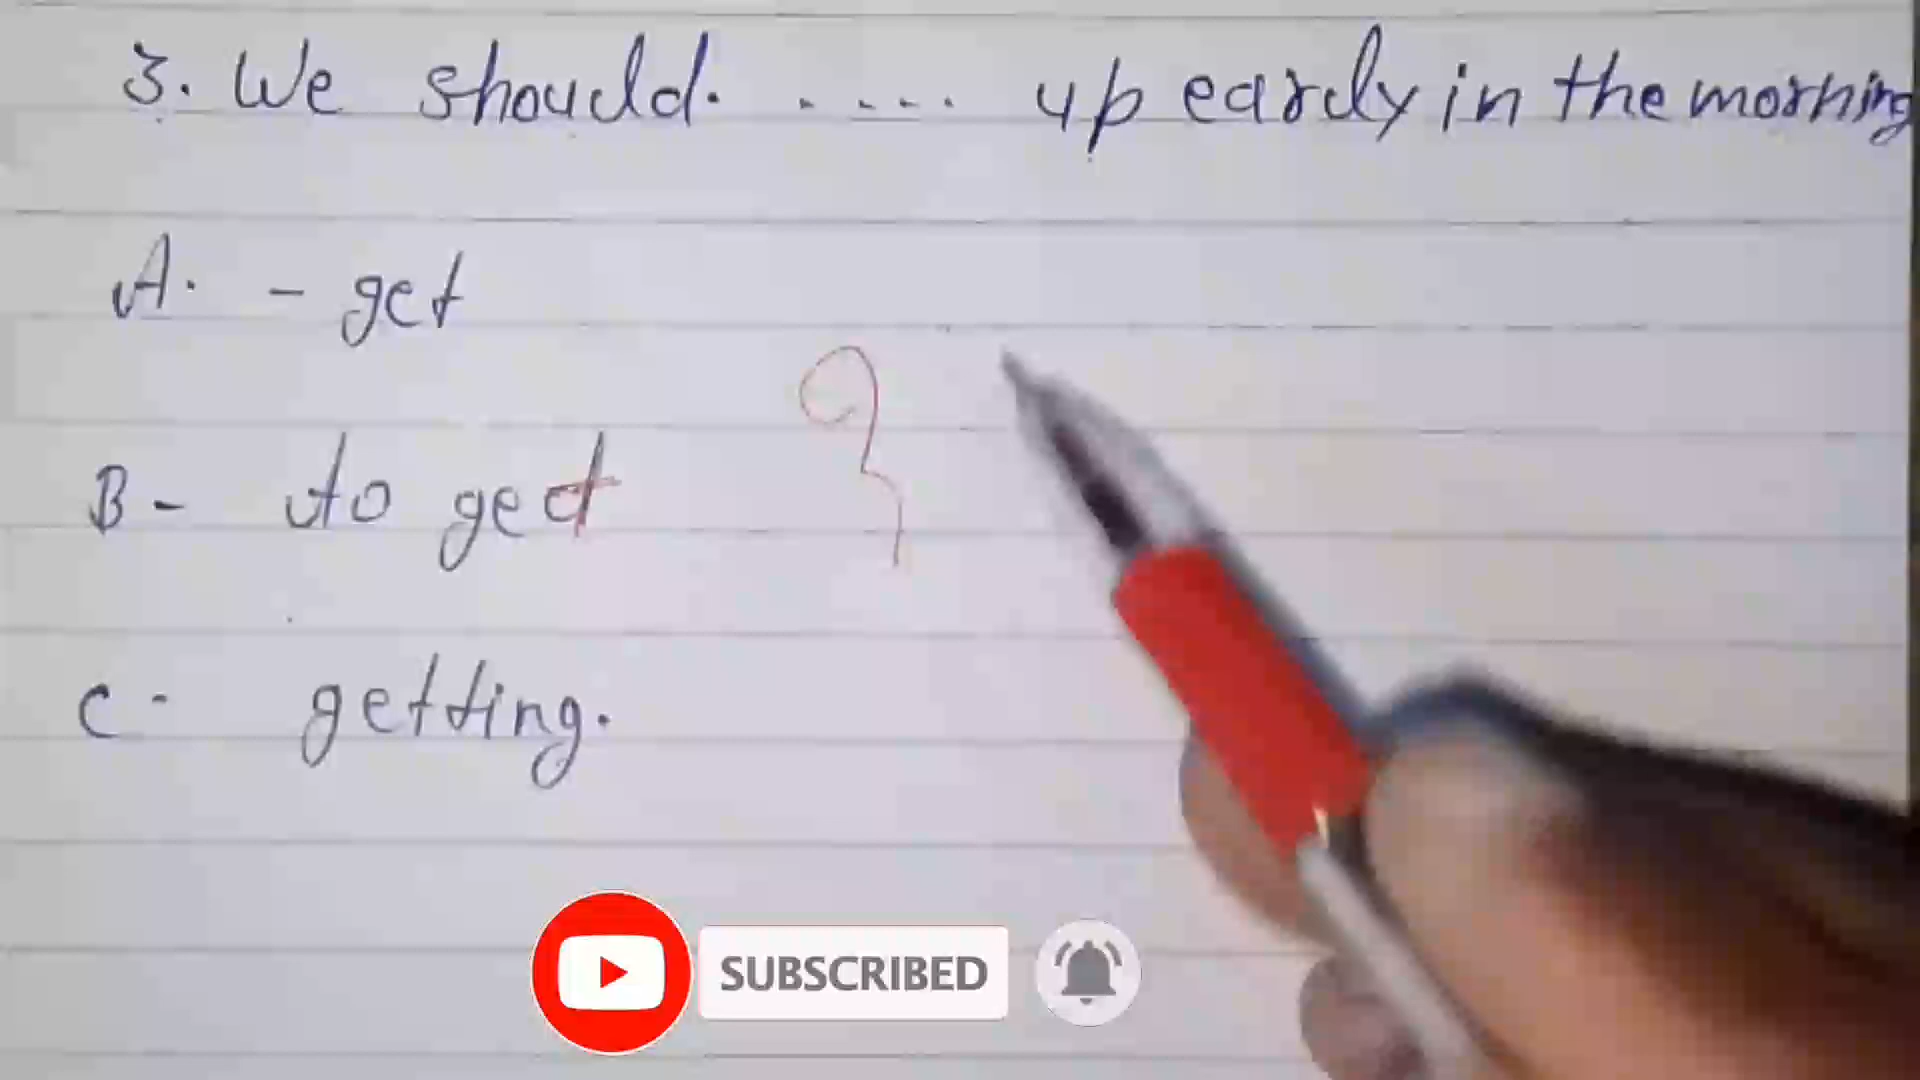 3. We should. .... up early in the morning
A. - get
B - to get
C - getting.
SUBSCRIBED